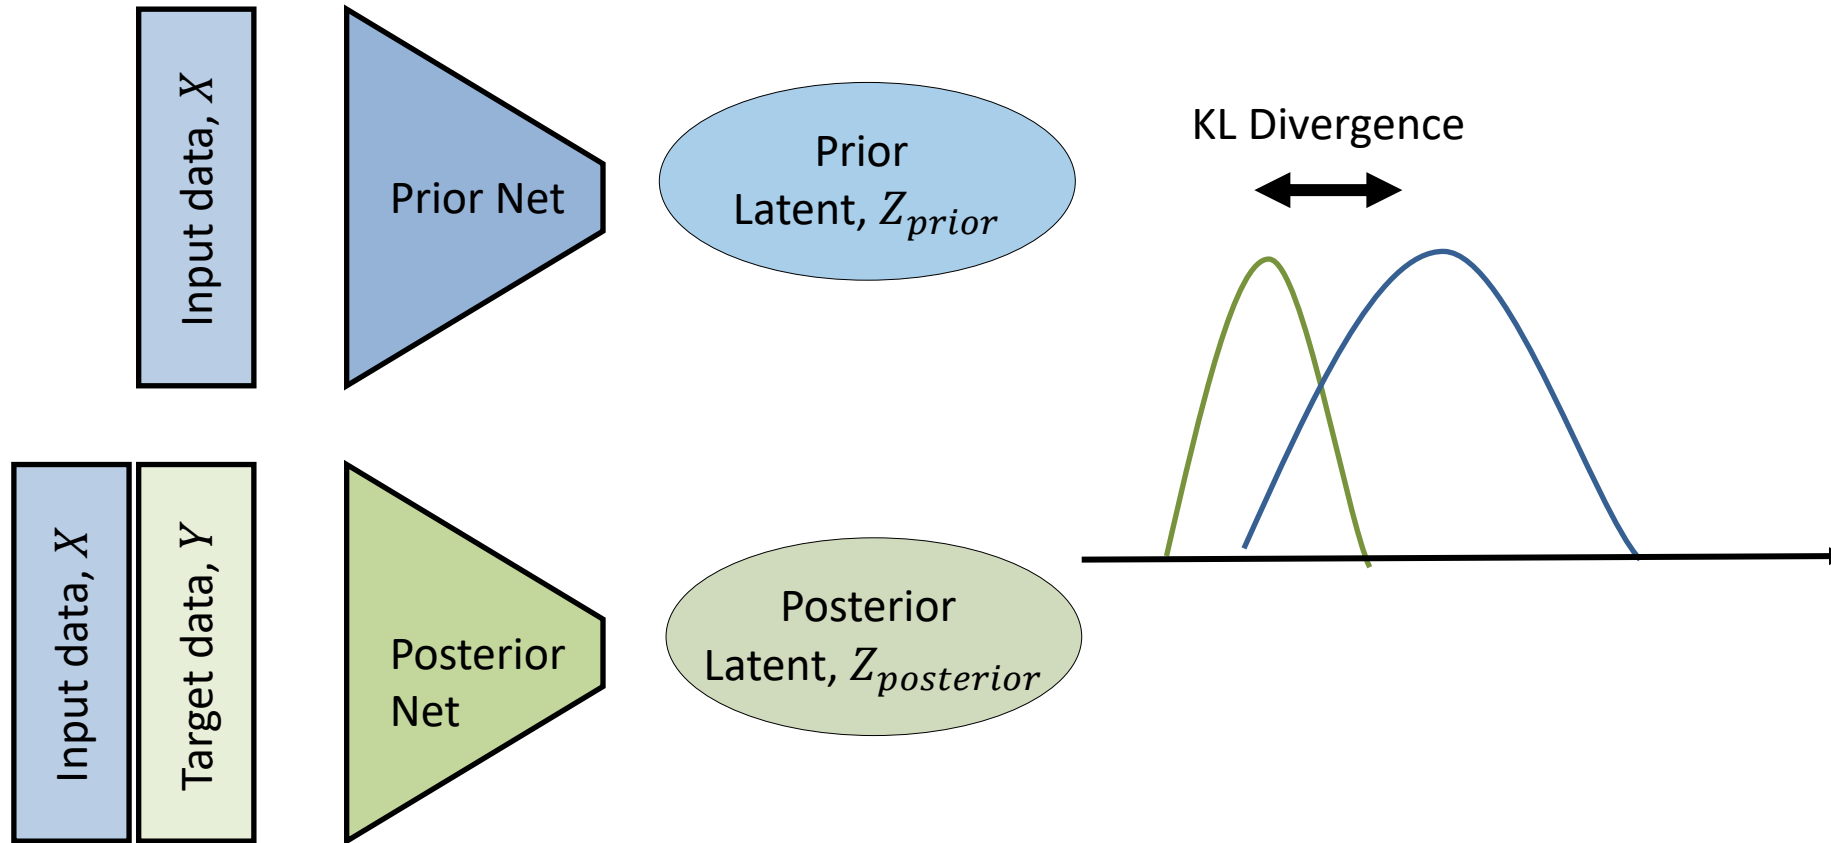 Input data, X
Prior Net
Prior
Latent, Z_prior
KL Divergence
Input data, X
Target data, Y
Posterior
Net
Posterior
Latent, Z_posterior